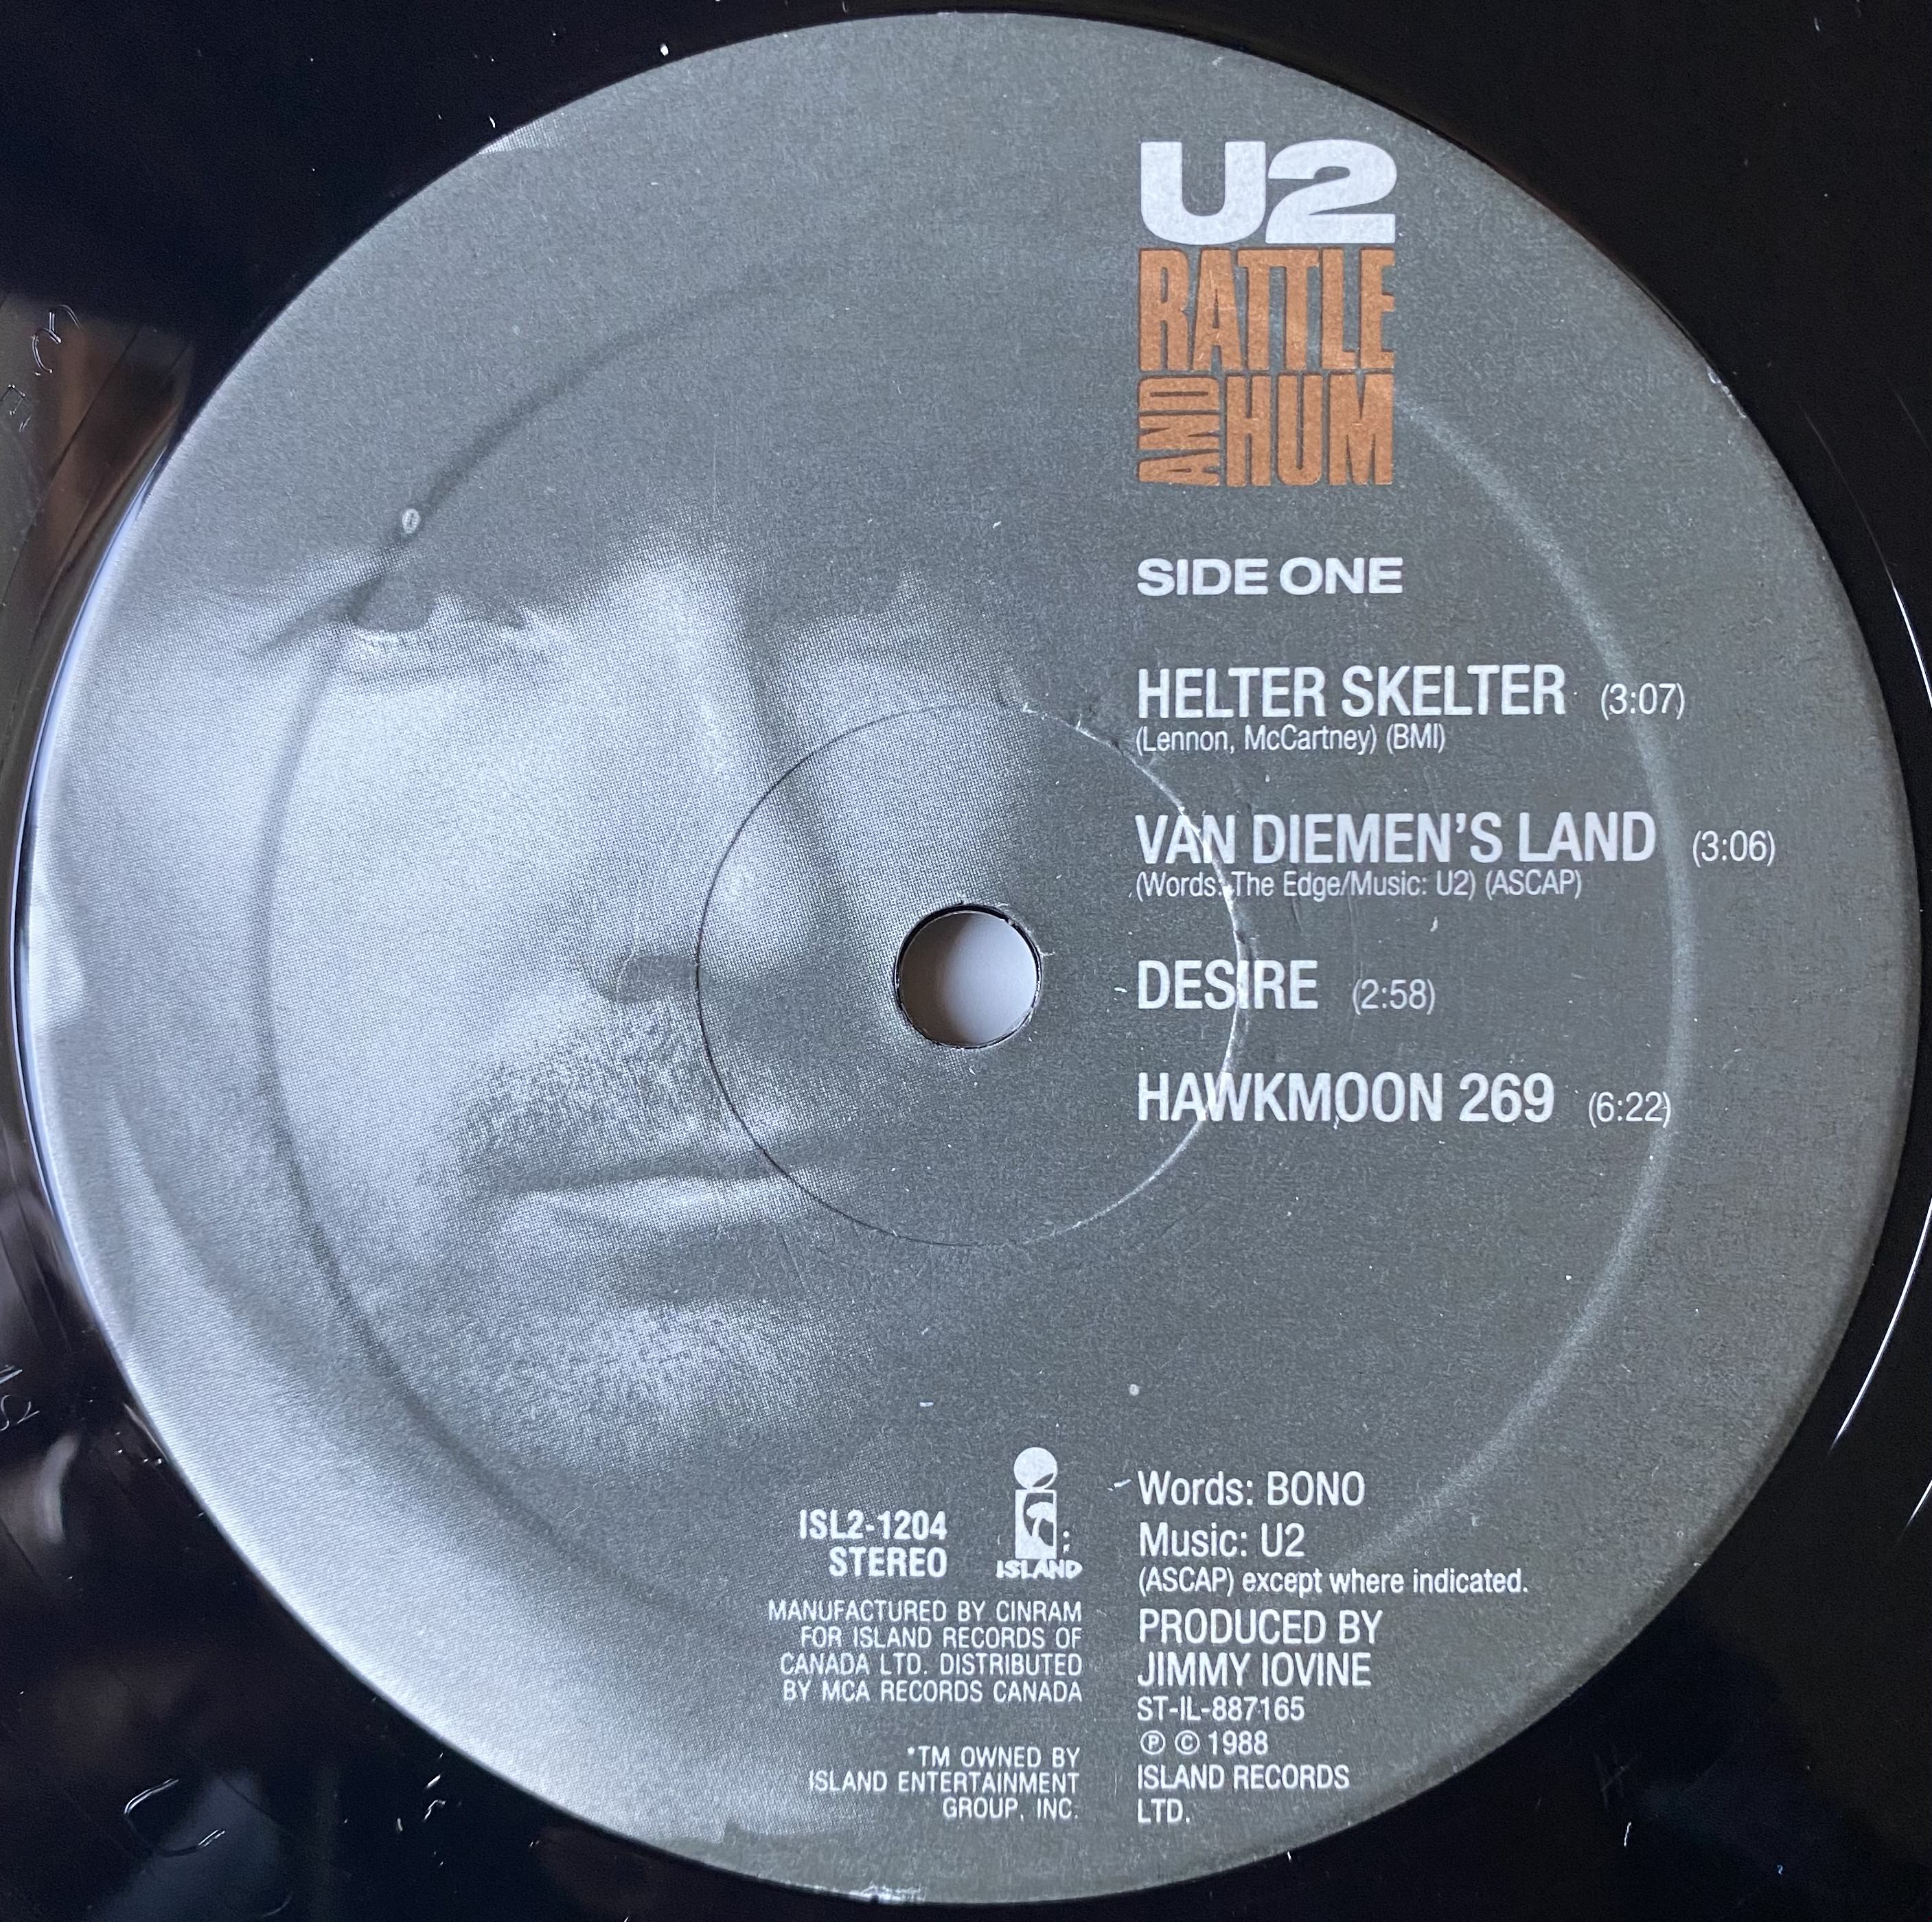 U2
RATTLE
AND HUM
SIDE ONE
HELTER SKELTER (3:07)
(Lennon, McCartney) (BMI)
VAN DIEMEN'S LAND (3:06)
(Words: The Edge/Music: U2) (ASCAP)
DESIRE (2:58)
HAWKMOON 269 (6:22)
ISL2-1204
STEREO
ISLAND
MANUFACTURED BY CINRAM
FOR ISLAND RECORDS OF
CANADA LTD. DISTRIBUTED
BY MCA RECORDS CANADA
*TM OWNED BY
ISLAND ENTERTAINMENT
GROUP, INC.
Words: BONO
Music: U2
(ASCAP) except where indicated.
PRODUCED BY
JIMMY IOVINE
ST-IL-887165
℗ © 1988
ISLAND RECORDS
LTD.